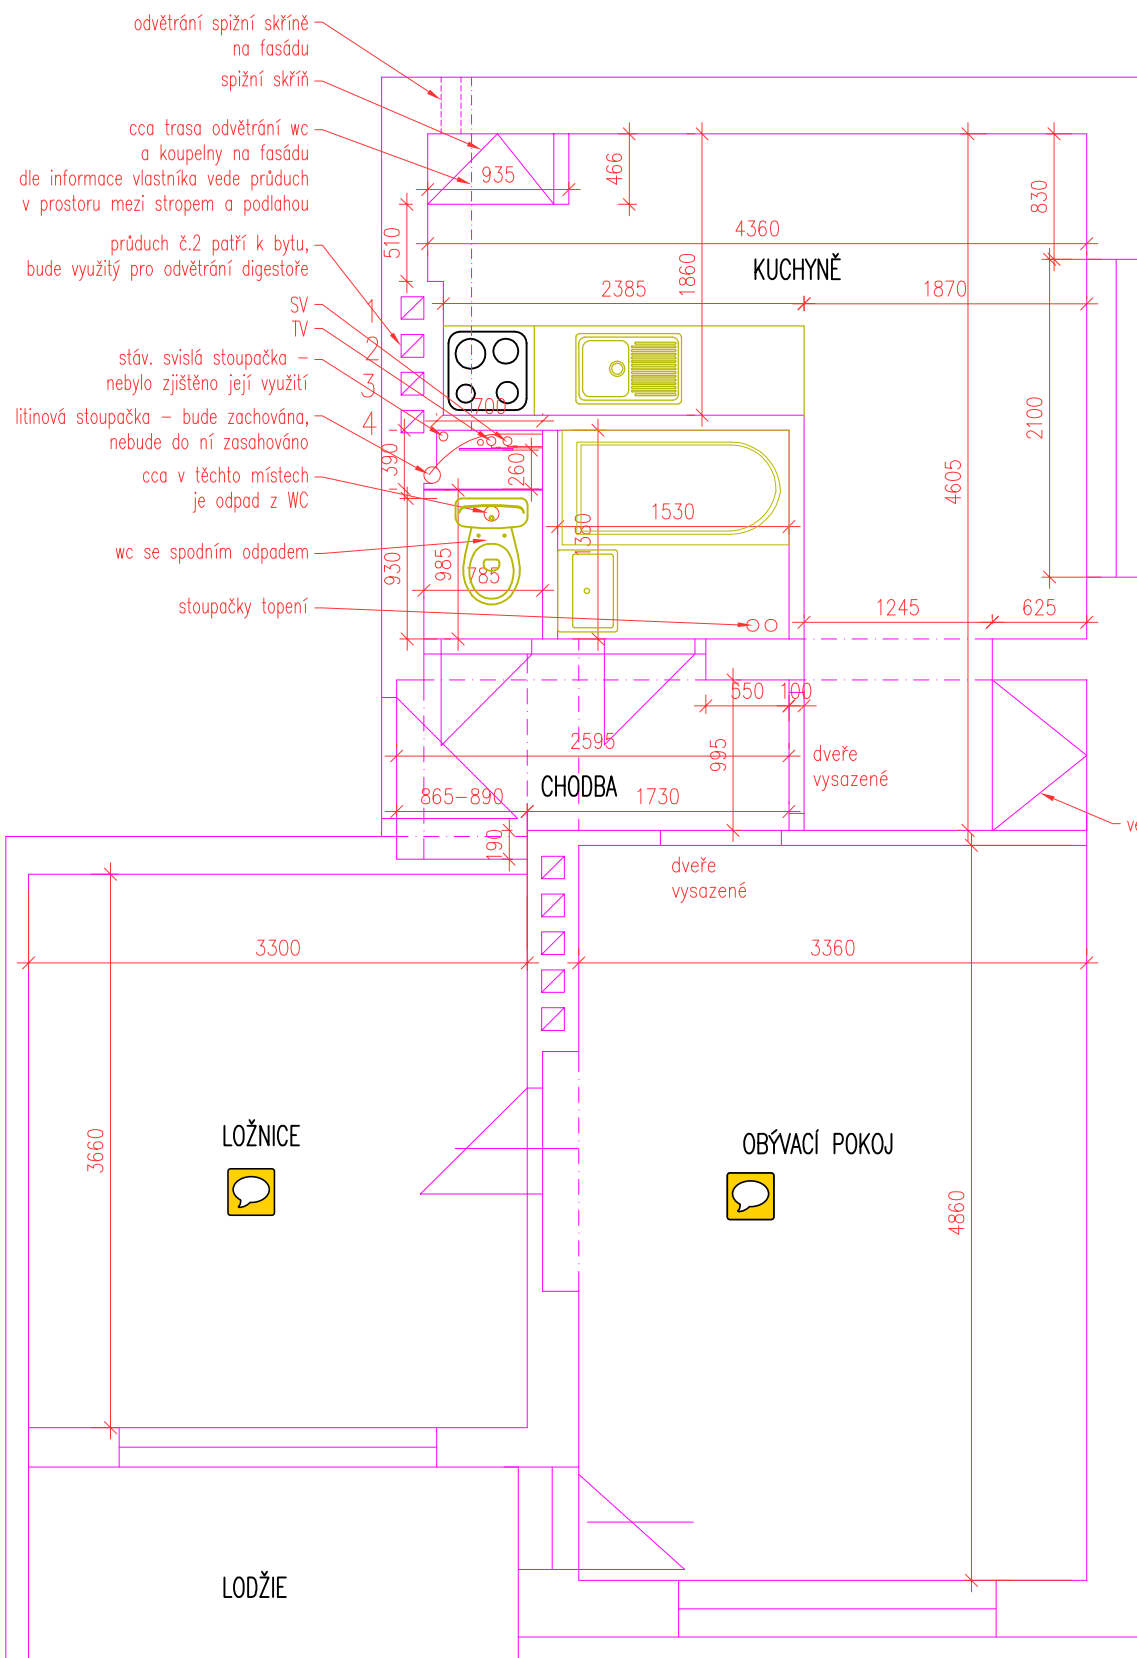 odvětrání spižní skříně
na fasádu
spižní skříň
cca trasa odvětrání wc
a koupelny na fasádu
dle informace vlastníka vede průduch
v prostoru mezi stropem a podlahou
průduch č.2 patří k bytu,
bude využitý pro odvětrání digestoře
SV
TV
stáv. svislá stoupačka –
nebylo zjištěno její využití
litinová stoupačka – bude zachována,
nebude do ní zasahováno
cca v těchto místech
je odpad z WC
wc se spodním odpadem
stoupačky topení
935
466
830
510
4360
1860
KUCHYNĚ
2385
1870
1
2
3
4
2100
700
390
260
4605
1530
1380
930
985
785
1245
625
550
100
2595
995
dveře
vysazené
CHODBA
865–890
1730
190
dveře
vysazené
3300
3360
3660
LOŽNICE
OBÝVACÍ POKOJ
4860
LODŽIE